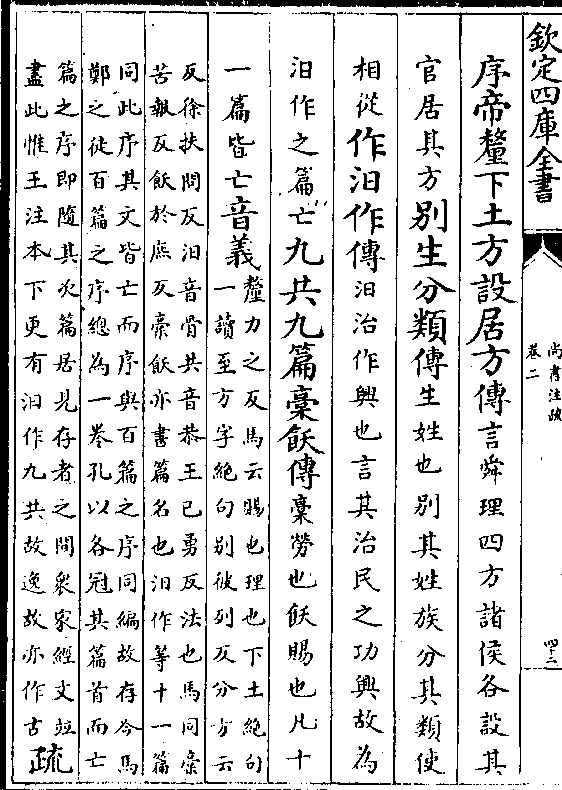 欽定四庫全書
尚書注疏
卷二
四十二
序帝釐下土方設居方傳言舜理四方諸侯各設其
官居其方别生分類傳生姓也别其姓族分其類使
相從作汨作傳汨治作興也言其治民之功興故為
汨作之篇亡九共九篇槀飫傳槀勞也飫賜也凡十
一篇皆亡音義
釐力之反馬云賜也理也下土絶句
一讀至方字絶句别彼列反分方云
反徐扶問反汨音骨共音恭王已勇反法也馬同槀
苦報反飫於庶反槀飫亦書篇名也汨作等十一篇
同此序其文皆亡而序與百篇之序同編故存今馬
鄭之徒百篇之序總為一卷孔以各冠其篇首而亡
篇之序即隨其次篇居見存者之間衆家經文並
盡此惟王注本下更有汨作九共故逸故亦作古
疏